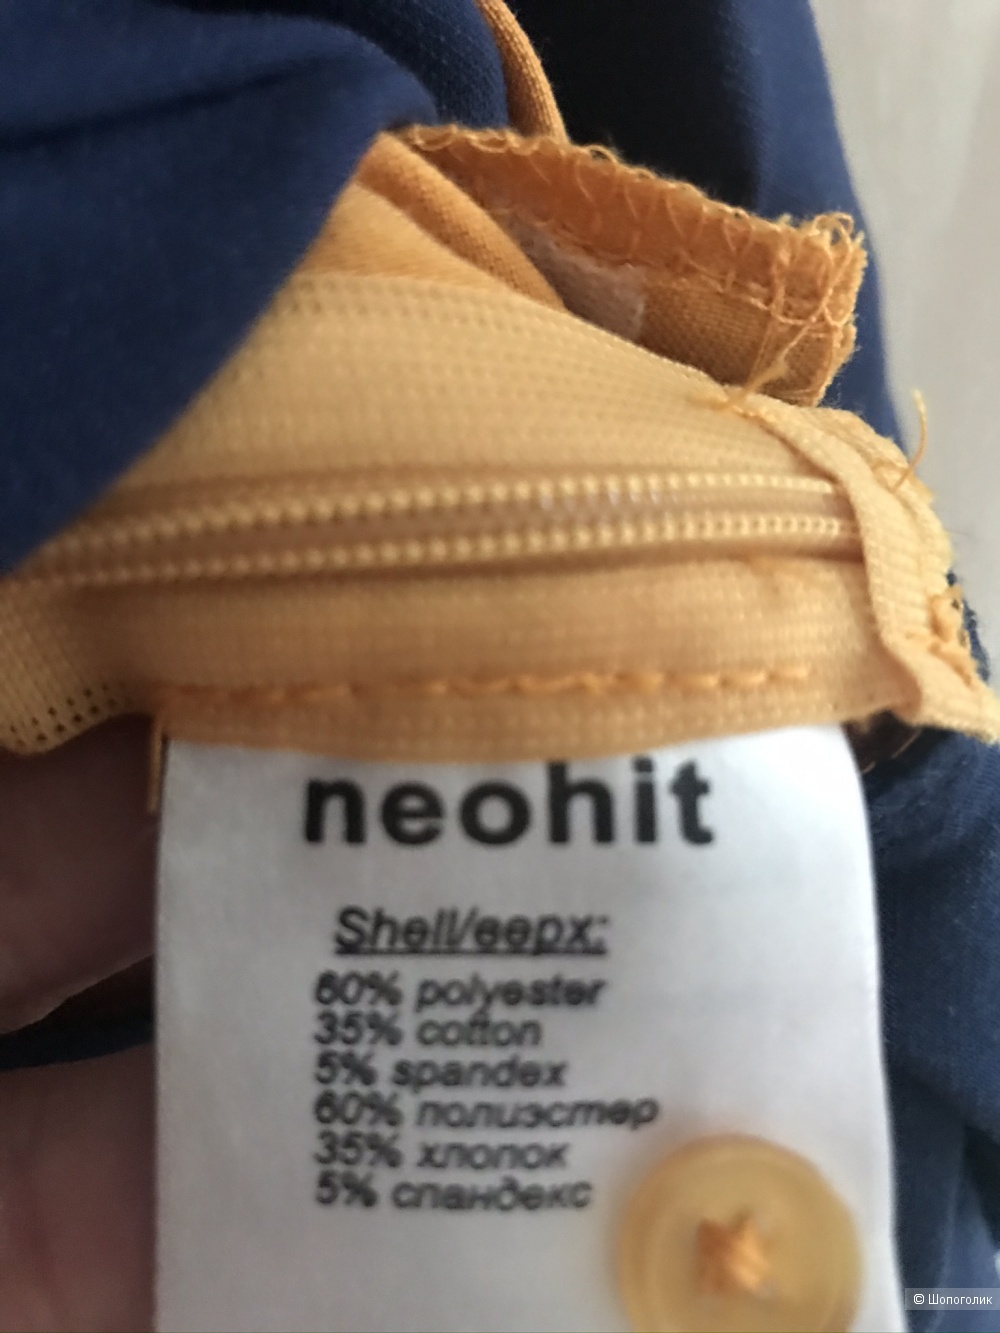 neohit
Shell/верх:
60% polyester
35% cotton
5% spandex
60% полиэстер
35% хлопок
5% спандекс
© Шопоголик